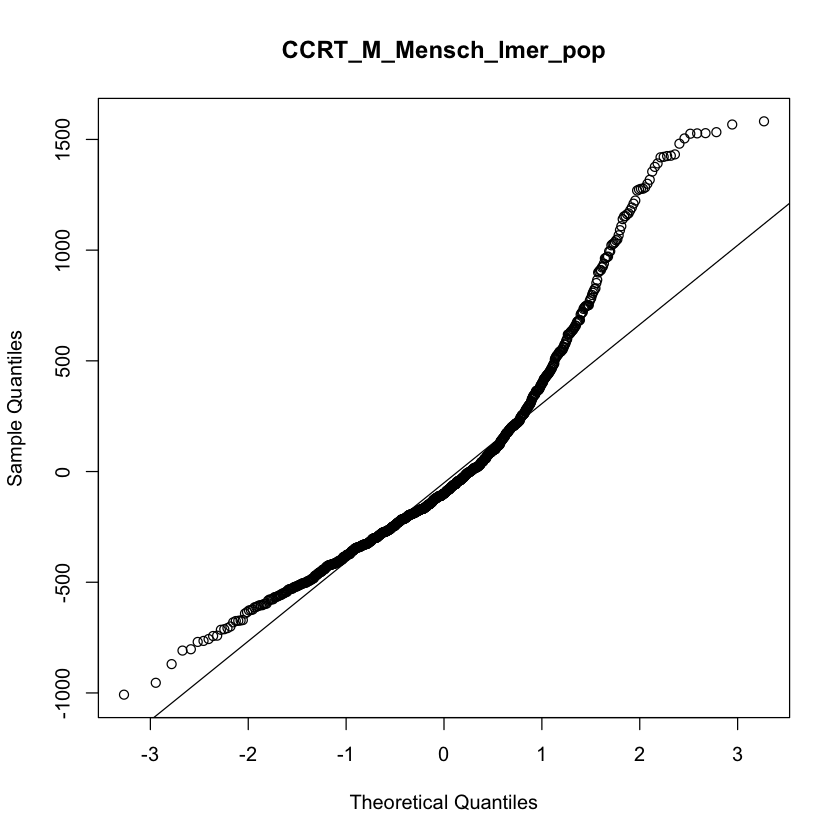 CCRT_M_Mensch_lmer_pop
Sample Quantiles
1500
1000
500
0
-500
-1000
-3 -2 -1 0 1 2 3
Theoretical Quantiles